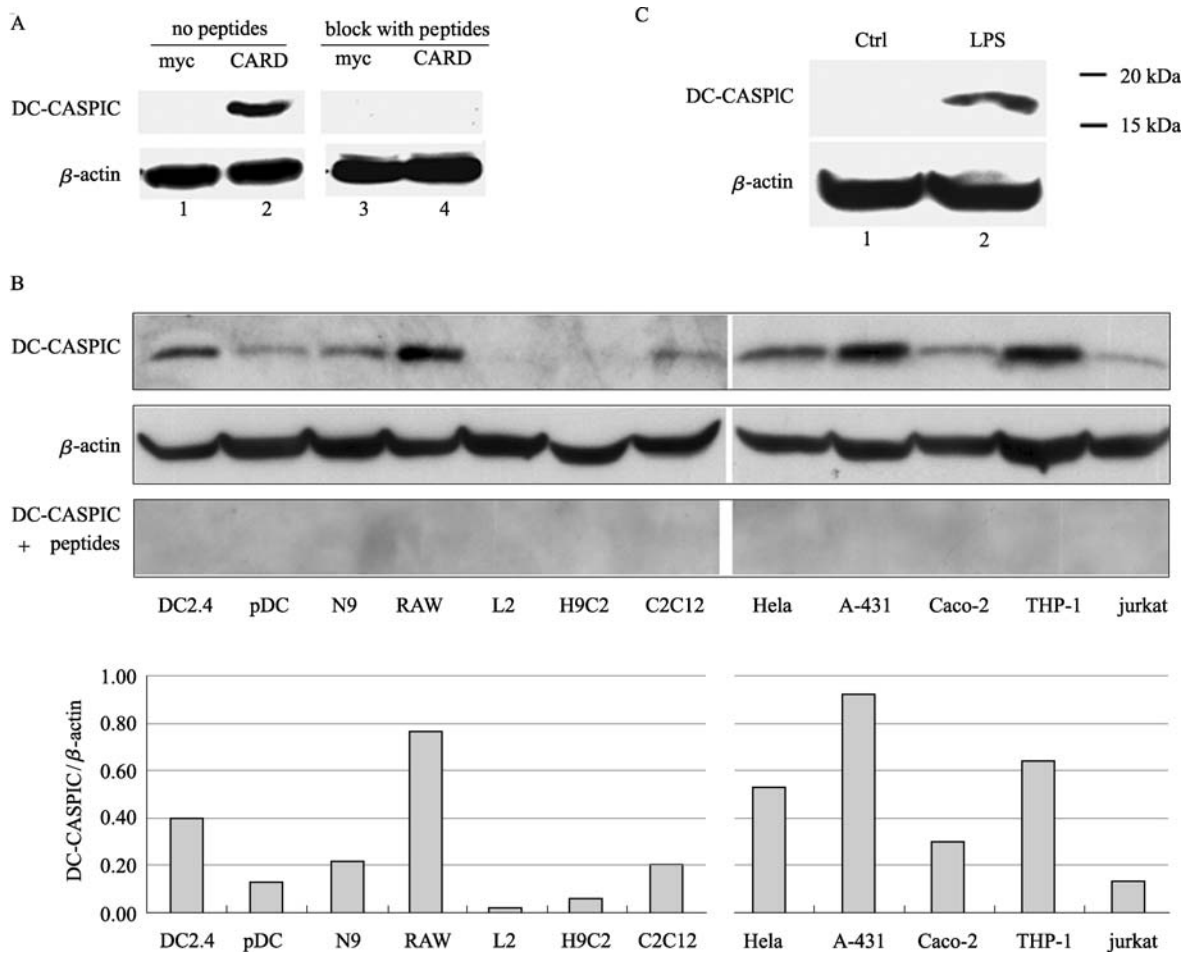 A
no peptides block with peptides
myc CARD myc CARD
DC-CASPIC
β-actin
1 2 3 4
C
Ctrl LPS
DC-CASPIC
20 kDa
15 kDa
β-actin
1 2
B
DC-CASPIC
β-actin
DC-CASPIC
+ peptides
DC2.4 pDC N9 RAW L2 H9C2 C2C12 Hela A-431 Caco-2 THP-1 jurkat
DC-CASPIC/β-actin
1.00
0.80
0.60
0.40
0.20
0.00
DC2.4 pDC N9 RAW L2 H9C2 C2C12 Hela A-431 Caco-2 THP-1 jurkat